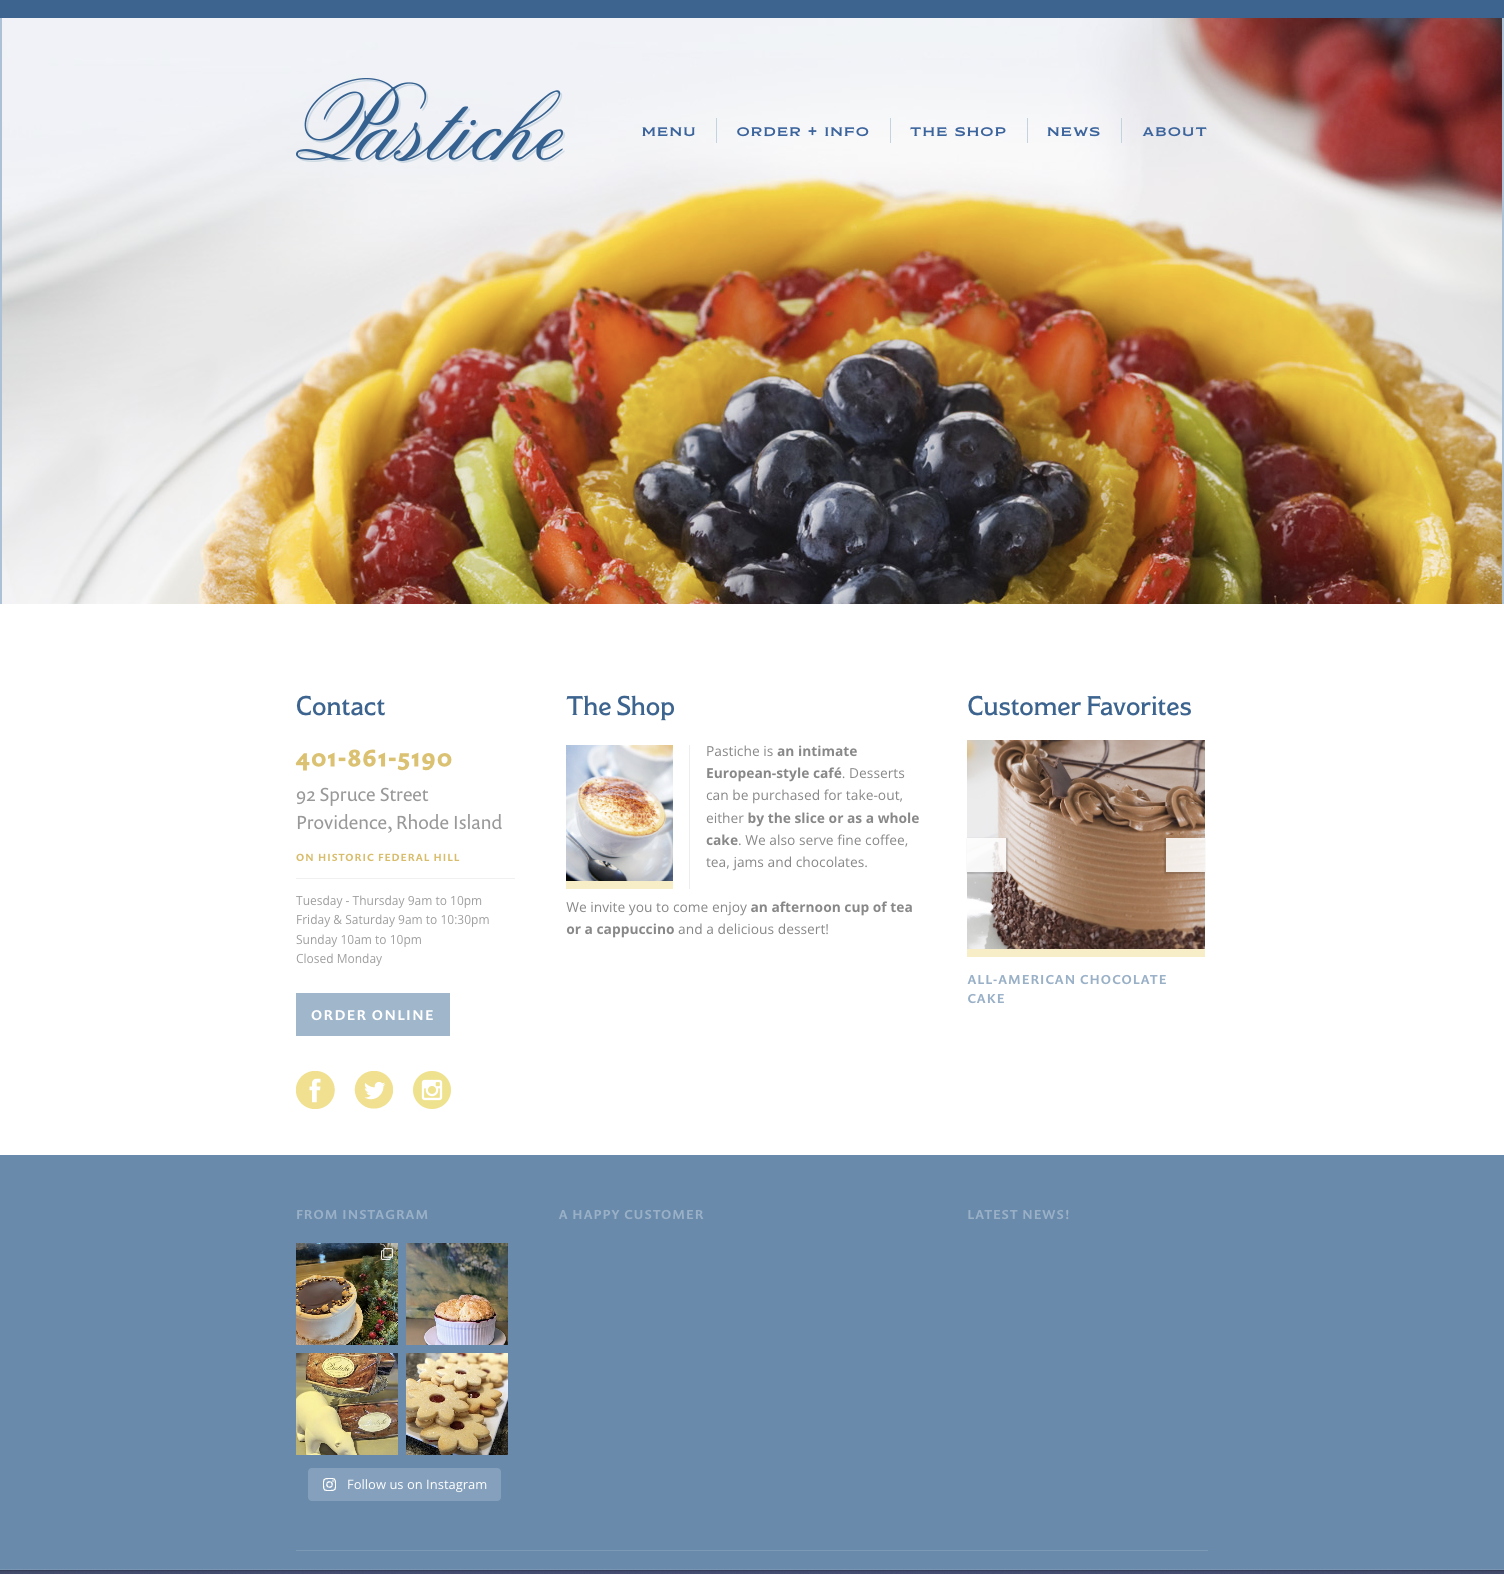 Pastiche
MENU
ORDER + INFO
THE SHOP
NEWS
ABOUT
Contact
401-861-5190
92 Spruce Street
Providence, Rhode Island
ON HISTORIC FEDERAL HILL
Tuesday - Thursday 9am to 10pm
Friday & Saturday 9am to 10:30pm
Sunday 10am to 10pm
Closed Monday
ORDER ONLINE
The Shop
Pastiche is an intimate
European-style café. Desserts
can be purchased for take-out,
either by the slice or as a whole
cake. We also serve fine coffee,
tea, jams and chocolates.
We invite you to come enjoy an afternoon cup of tea
or a cappuccino and a delicious dessert!
Customer Favorites
ALL-AMERICAN CHOCOLATE
CAKE
FROM INSTAGRAM
Follow us on Instagram
A HAPPY CUSTOMER
LATEST NEWS!